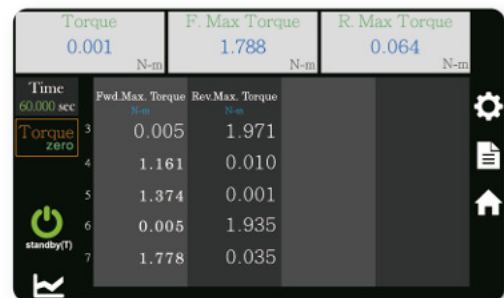 Torque F. Max Torque R. Max Torque
0.001 1.788 0.064
N-m N-m N-m
Time
60.000 sec
Fwd.Max. Torque Rev.Max. Torque
N-m N-m
Torque
zero
3 0.005 1.971
4 1.161 0.010
5 1.374 0.001
6 0.005 1.935
standby(T)
7 1.778 0.035